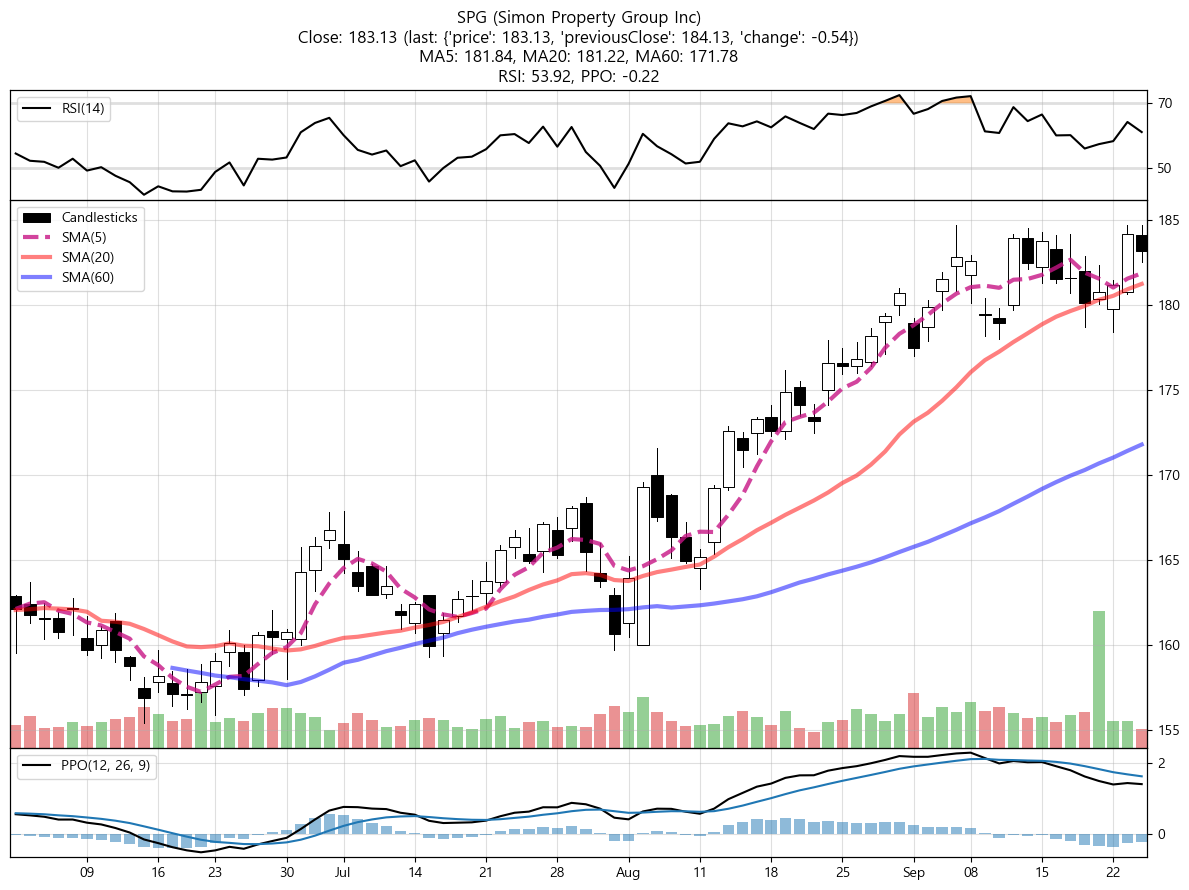 SPG (Simon Property Group Inc)
Close: 183.13 (last: {'price': 183.13, 'previousClose': 184.13, 'change': -0.54})
MA5: 181.84, MA20: 181.22, MA60: 171.78
RSI: 53.92, PPO: -0.22
RSI(14)
70
50
Candlesticks
SMA(5)
SMA(20)
SMA(60)
185
180
175
170
165
160
155
PPO(12, 26, 9)
2
0
09 16 23 30 Jul 14 21 28 Aug 11 18 25 Sep 08 15 22